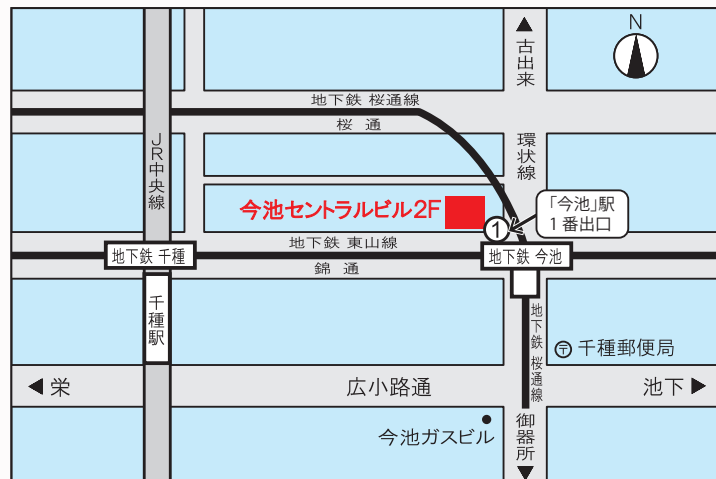 N
古出来
地下鉄 桜通線
桜 通
JR中央線
環状線
今池セントラルビル2F
「今池」駅
1番出口
1
地下鉄 東山線
地下鉄 千種
地下鉄 今池
錦 通
千種駅
地下鉄 桜通線
〒千種郵便局
栄
広小路通
池下
今池ガスビル
御器所